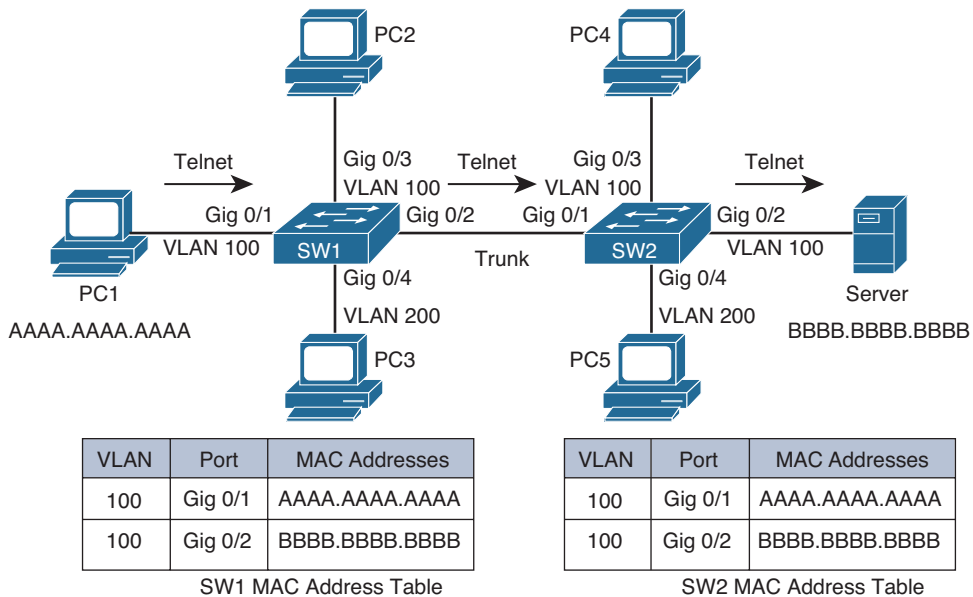 PC2
PC4
Telnet
Gig 0/3
VLAN 100
Telnet
Gig 0/3
VLAN 100
Telnet
Gig 0/1
VLAN 100
SW1
Gig 0/2
Trunk
Gig 0/1
SW2
Gig 0/2
VLAN 100
PC1
AAAA.AAAA.AAAA
Gig 0/4
VLAN 200
PC3
Gig 0/4
VLAN 200
PC5
Server
BBBB.BBBB.BBBB
VLAN Port MAC Addresses
100 Gig 0/1 AAAA.AAAA.AAAA
100 Gig 0/2 BBBB.BBBB.BBBB
SW1 MAC Address Table
VLAN Port MAC Addresses
100 Gig 0/1 AAAA.AAAA.AAAA
100 Gig 0/2 BBBB.BBBB.BBBB
SW2 MAC Address Table